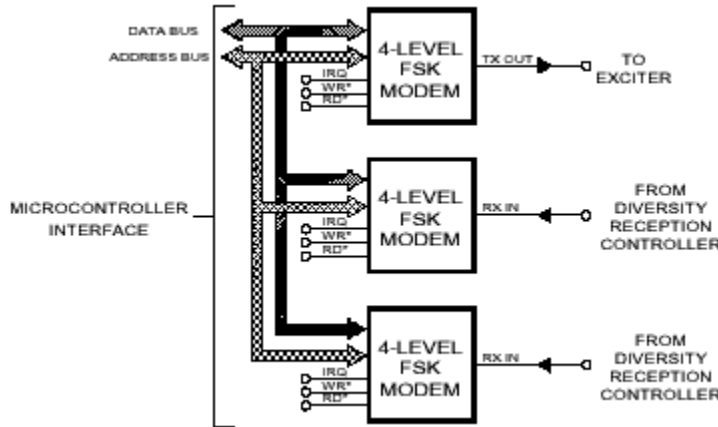 DATA BUS
ADDRESS BUS
4-LEVEL
FSK
MODEM
IRQ
WR*
RD*
TX OUT
TO
EXCITER
MICROCONTROLLER
INTERFACE
4-LEVEL
FSK
MODEM
IRQ
WR*
RD*
RX IN
FROM
DIVERSITY
RECEPTION
CONTROLLER
4-LEVEL
FSK
MODEM
IRQ
WR*
RD*
RX IN
FROM
DIVERSITY
RECEPTION
CONTROLLER